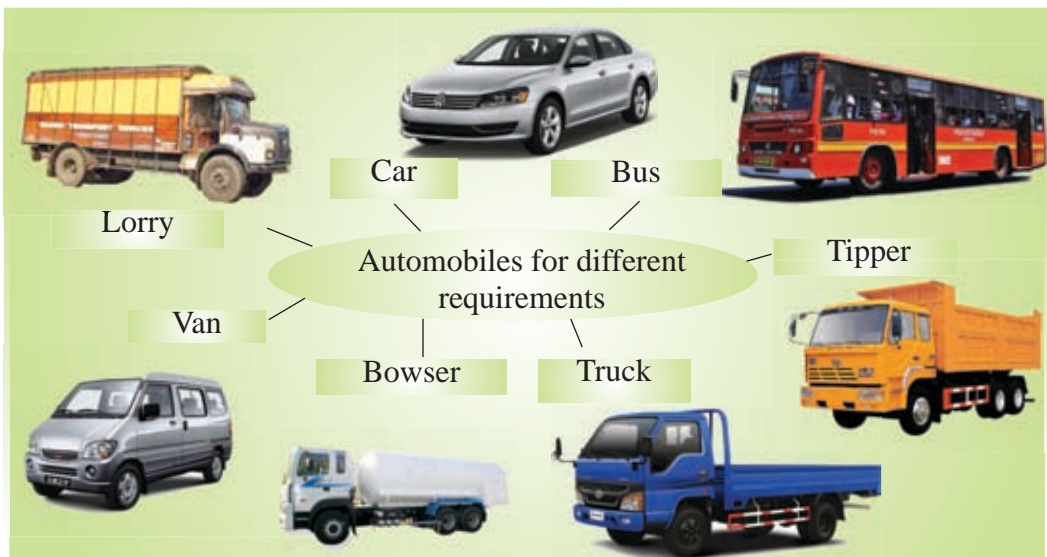 Car
Bus
Lorry
Automobiles for different
requirements
Tipper
Van
Bowser
Truck